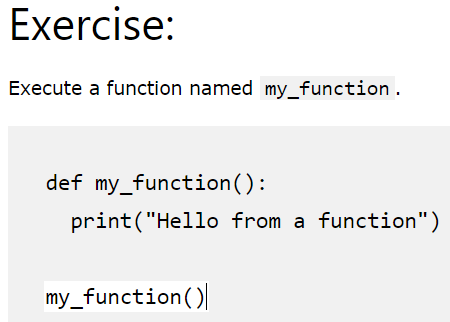 Exercise:
Execute a function named my_function.
def my_function():
  print("Hello from a function")
my_function()